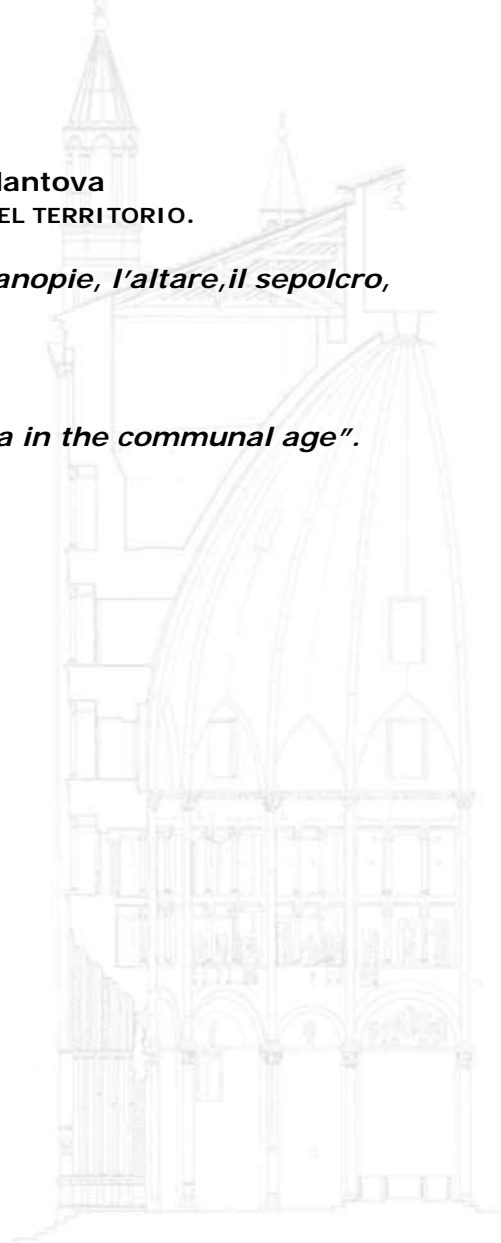 lantova
EL TERRITORIO.
anopie, l'altare,il sepolcro,
a in the communal age”.